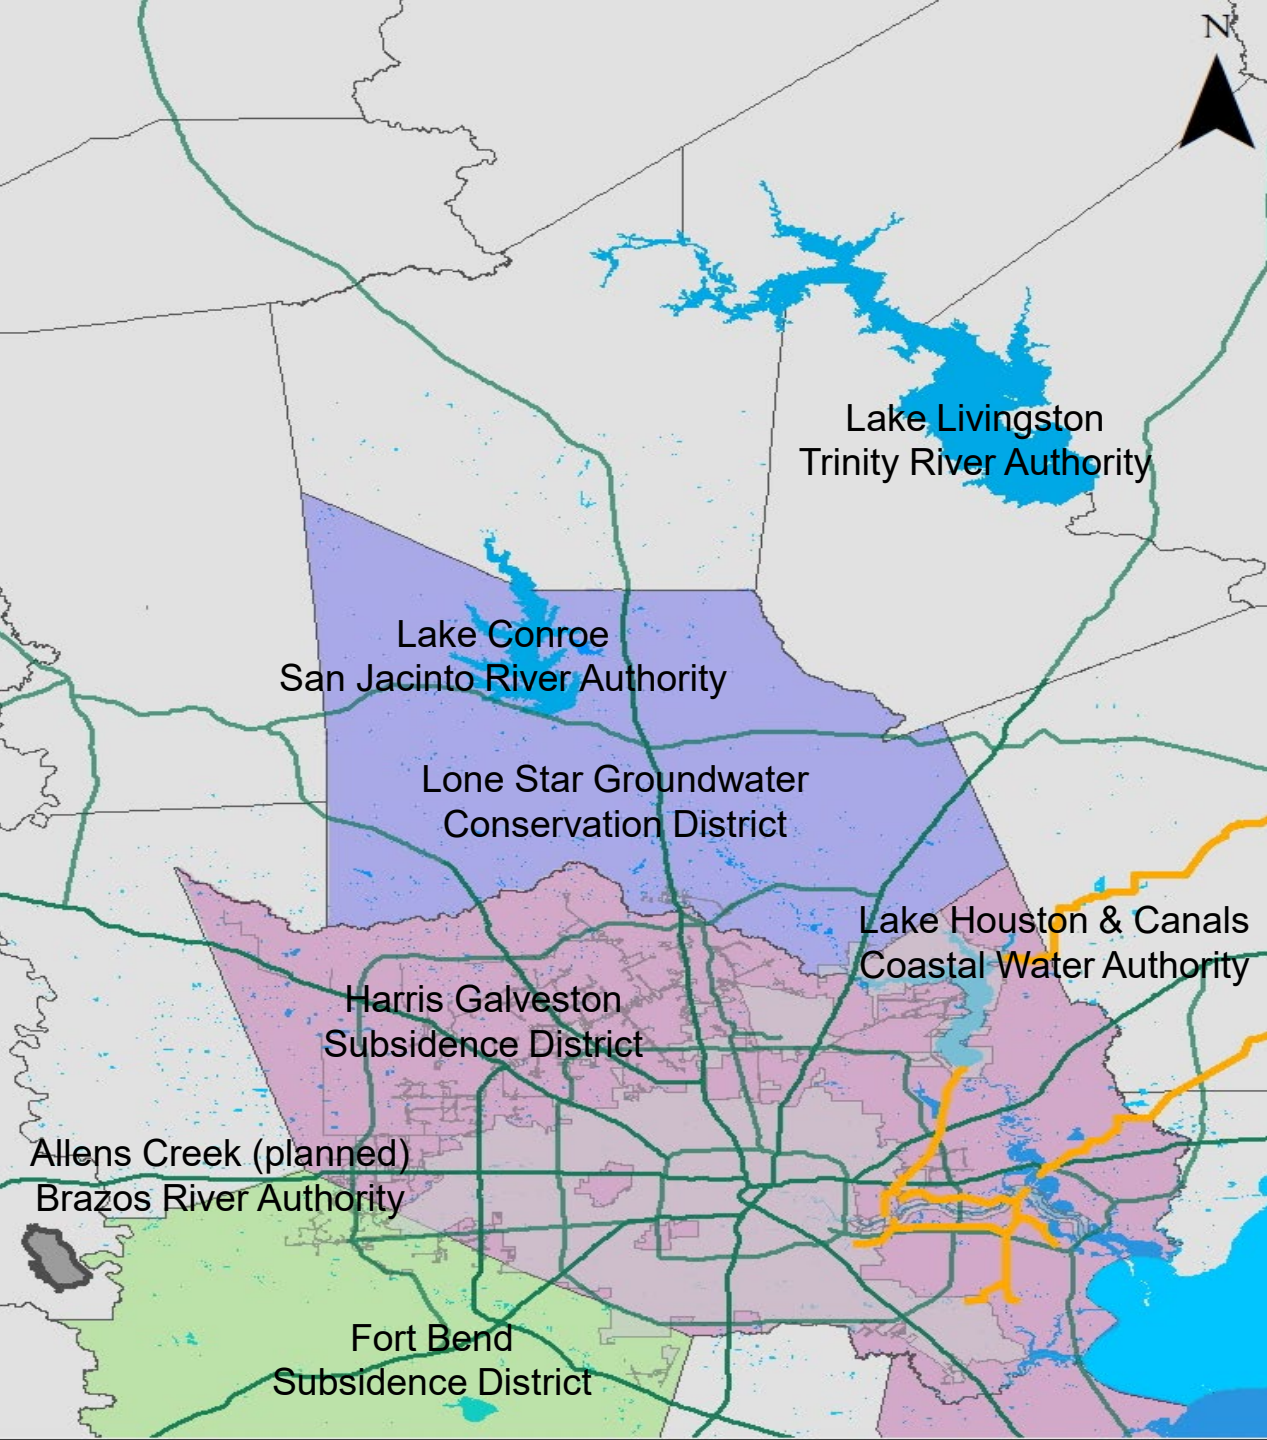 N
Lake Livingston
Trinity River Authority
Lake Conroe
San Jacinto River Authority
Lone Star Groundwater
Conservation District
Lake Houston & Canals
Coastal Water Authority
Harris Galveston
Subsidence District
Allens Creek (planned)
Brazos River Authority
Fort Bend
Subsidence District